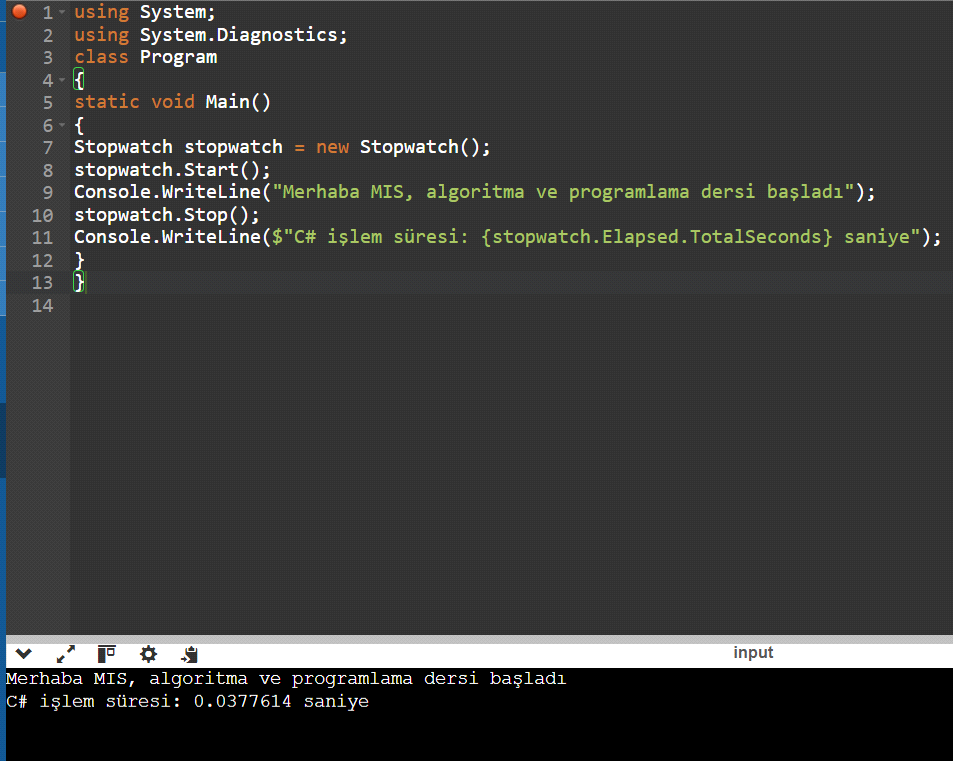 1 using System;
2 using System.Diagnostics;
3 class Program
4 {
5 static void Main()
6 {
7 Stopwatch stopwatch = new Stopwatch();
8 stopwatch.Start();
9 Console.WriteLine("Merhaba MIS, algoritma ve programlama dersi başladı");
10 stopwatch.Stop();
11 Console.WriteLine($"C# işlem süresi: {stopwatch.Elapsed.TotalSeconds} saniye");
12 }
13 }
14
input
Merhaba MIS, algoritma ve programlama dersi başladı
C# işlem süresi: 0.0377614 saniye